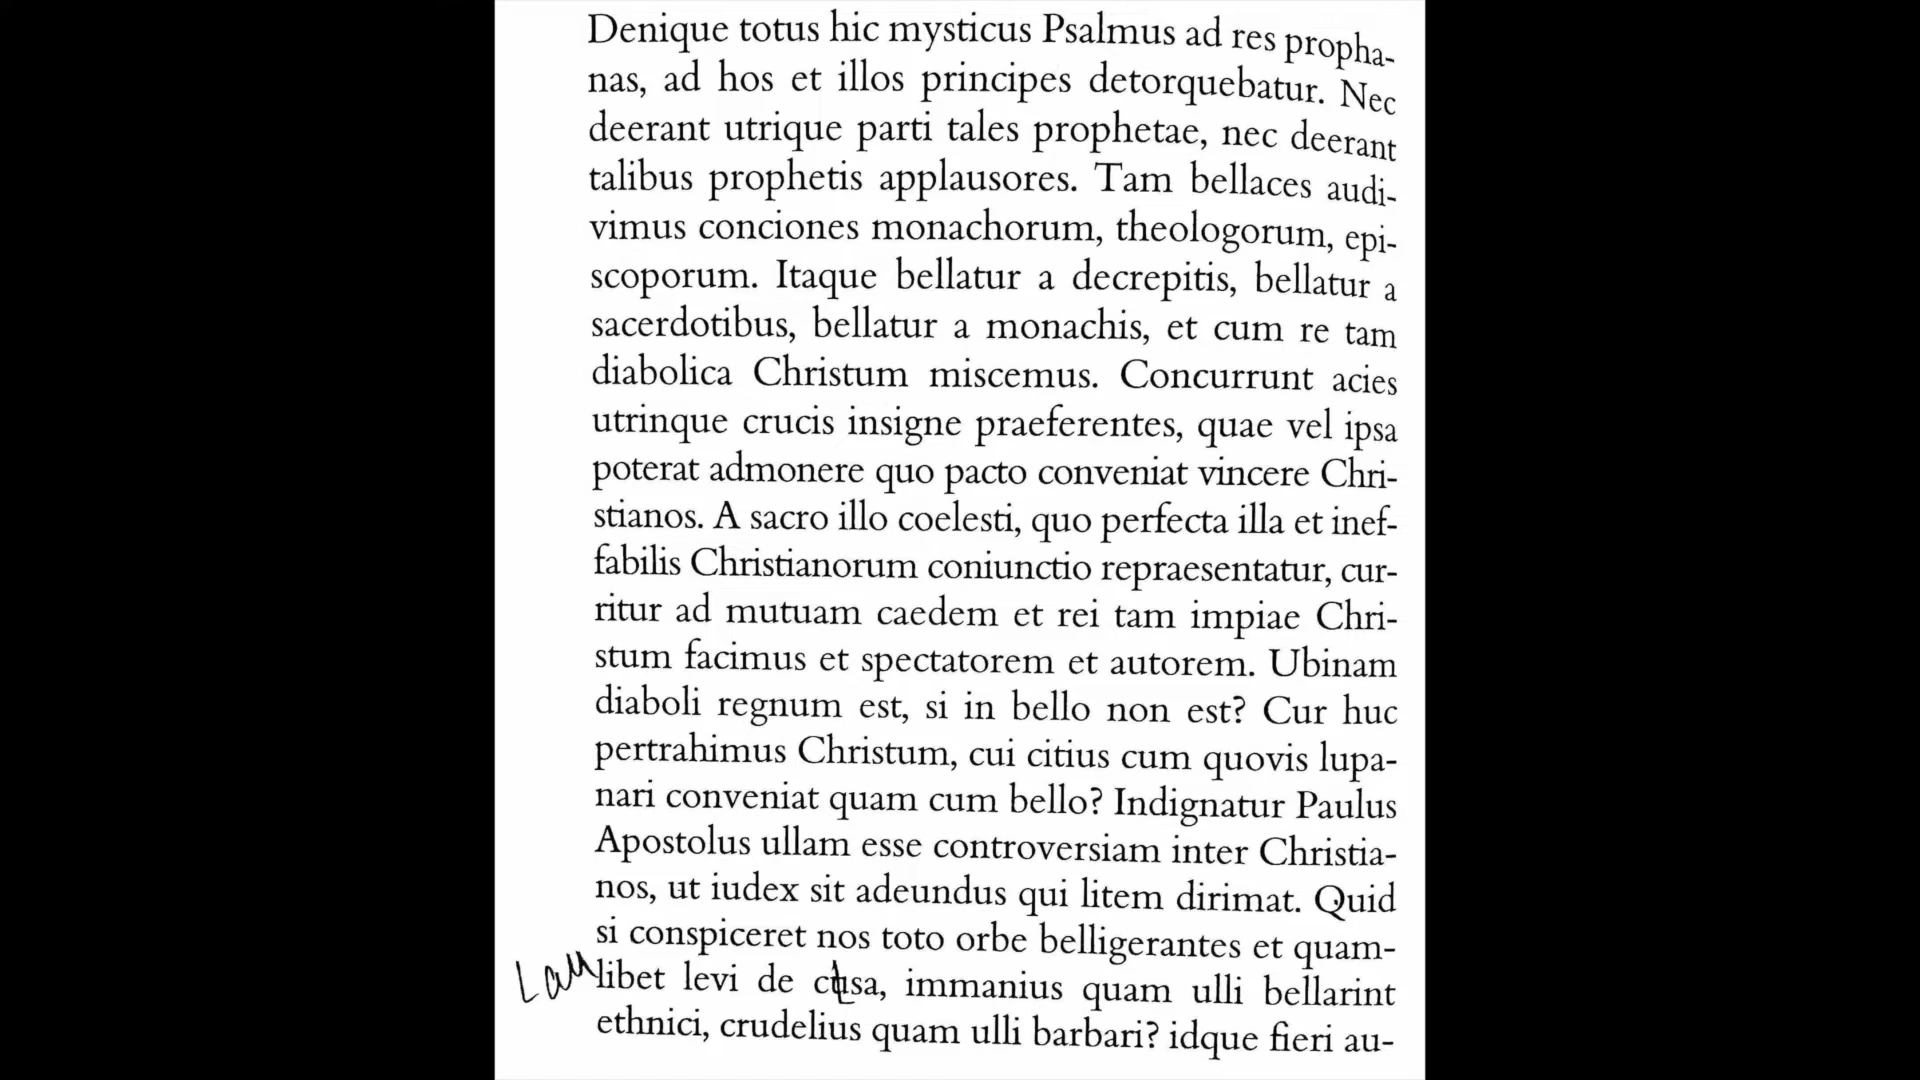 Denique totus hic mysticus Psalmus ad res propha-
nas, ad hos et illos principes detorquebatur. Nec
deerant utrique parti tales prophetae, nec deerant
talibus prophetis applausores. Tam bellaces audi-
vimus conciones monachorum, theologorum, epi-
scoporum. Itaque bellatur a decrepitis, bellatur a
sacerdotibus, bellatur a monachis, et cum re tam
diabolica Christum miscemus. Concurrunt acies
utrinque crucis insigne praeferentes, quae vel ipsa
poterat admonere quo pacto conveniat vincere Chri-
stianos. A sacro illo coelesti, quo perfecta illa et inef-
fabilis Christianorum coniunctio repraesentatur, cur-
ritur ad mutuam caedem et rei tam impiae Chri-
stum facimus et spectatorem et autorem. Ubinam
diaboli regnum est, si in bello non est? Cur huc
pertrahimus Christum, cui citius cum quovis lupa-
nari conveniat quam cum bello? Indignatur Paulus
Apostolus ullam esse controversiam inter Christia-
nos, ut iudex sit adeundus qui litem dirimat. Quid
si conspiceret nos toto orbe belligerantes et quam-
libet levi de cusa, immanius quam ulli bellarint
ethnici, crudelius quam ulli barbari? idque fieri au-